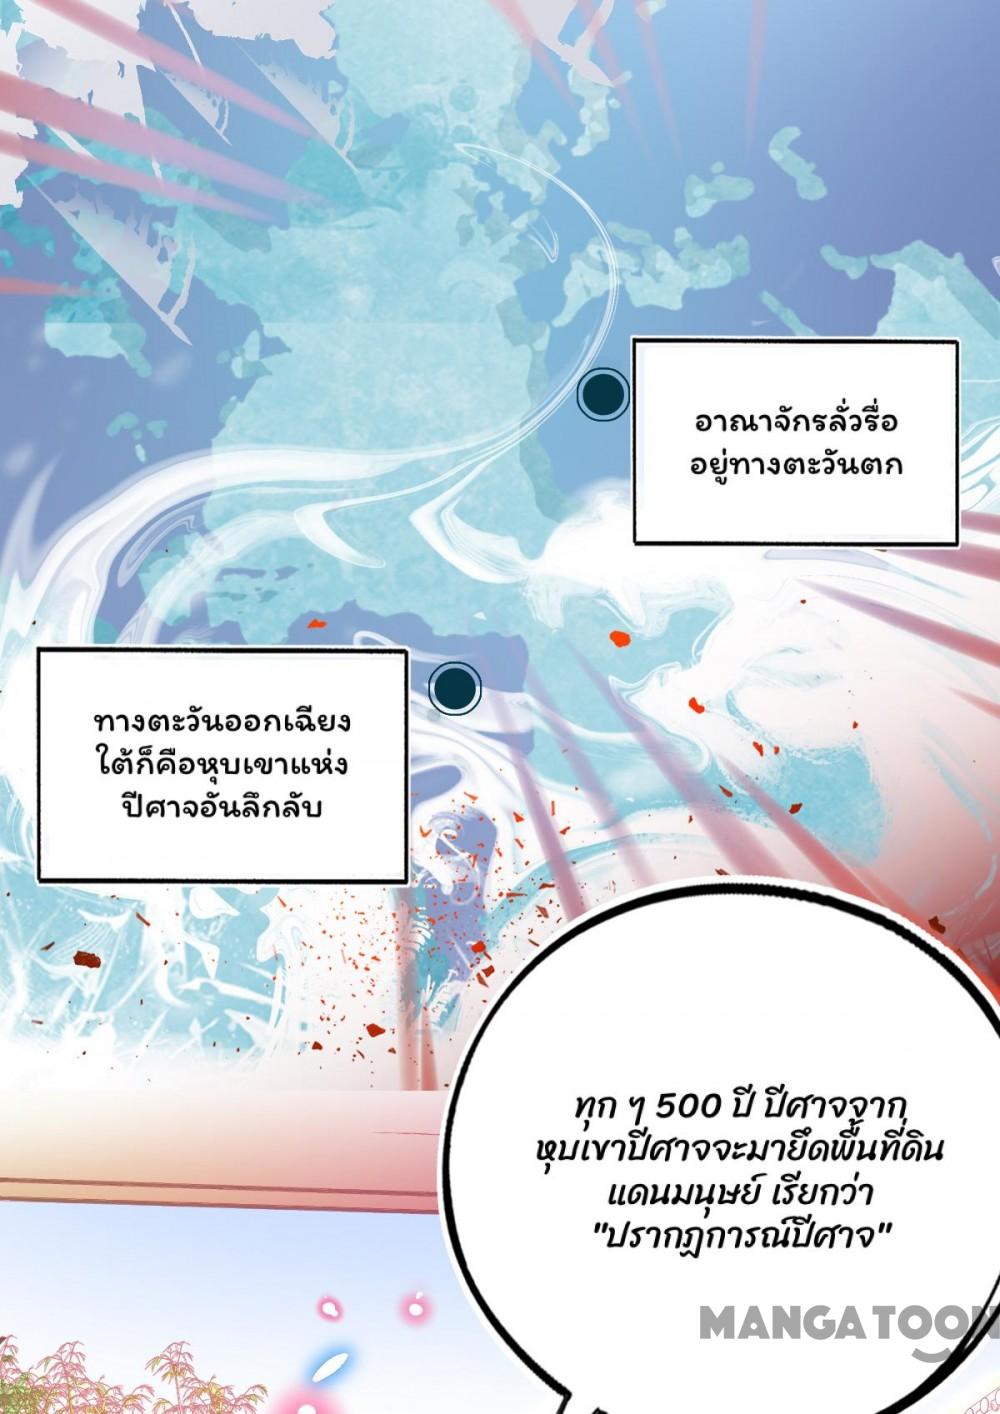 อาณาจักรลั่วรื่อ
อยู่ทางตะวันตก
ทางตะวันออกเฉียง
ใต้ก็คือหุบเขาแห่ง
ปีศาจอันลึกลับ
ทุก ๆ 500 ปี ปีศาจจาก
หุบเขาปีศาจจะมายึดพื้นที่ดิน
แดนมนุษย์ เรียกว่า
"ปรากฏการณ์ปีศาจ"
MANGATOON